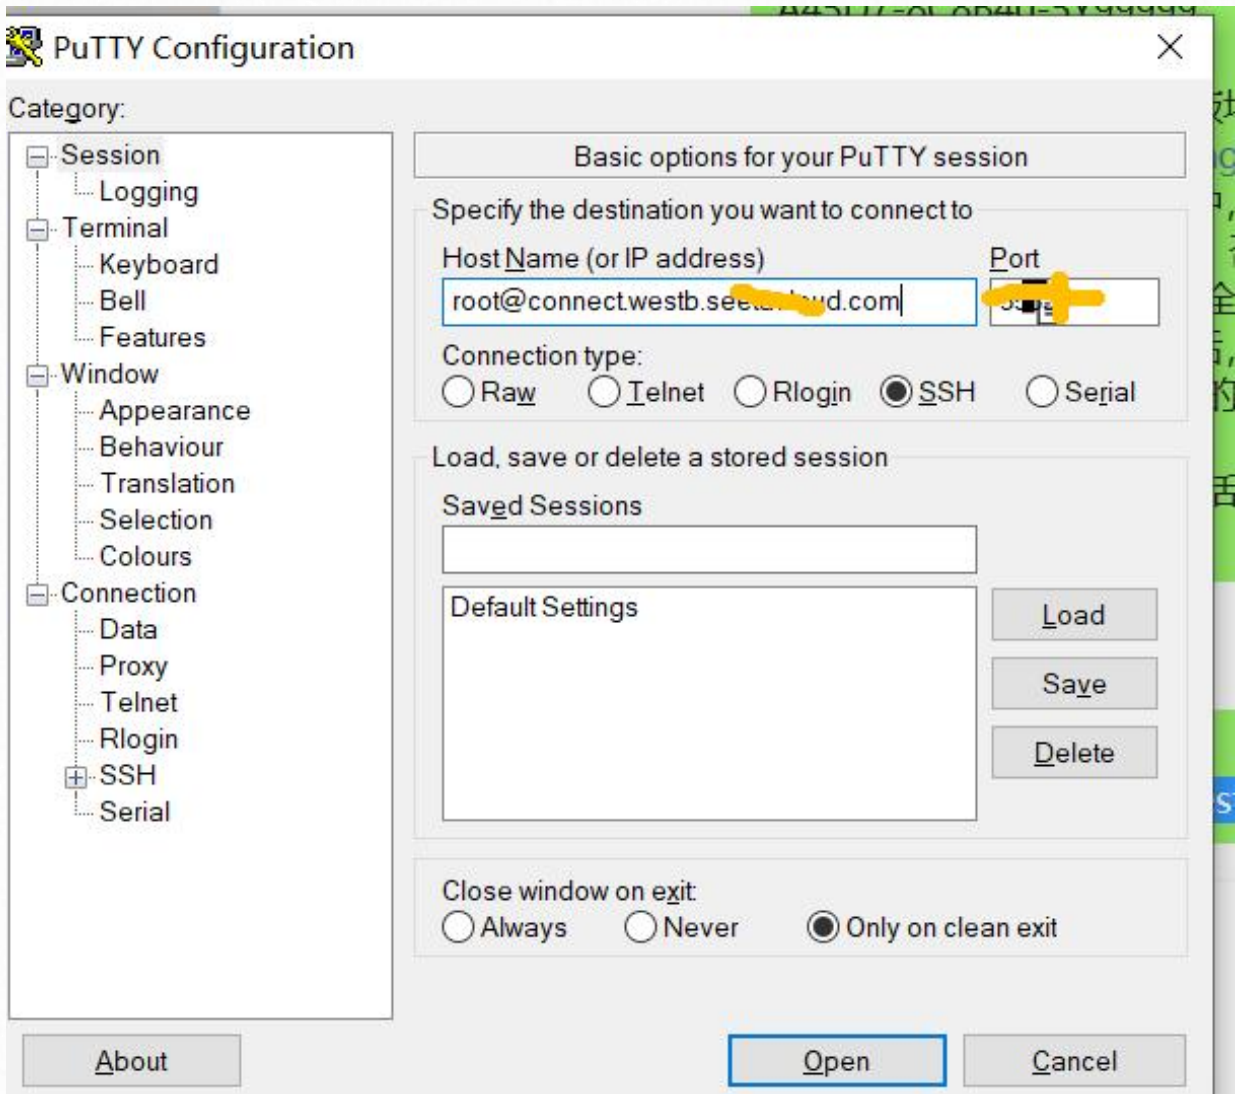 PuTTY Configuration
Category:
Session
Logging
Terminal
Keyboard
Bell
Features
Window
Appearance
Behaviour
Translation
Selection
Colours
Connection
Data
Proxy
Telnet
Rlogin
SSH
Serial
Basic options for your PuTTY session
Specify the destination you want to connect to
Host Name (or IP address) Port
Connection type:
Raw Telnet Rlogin SSH Serial
Load, save or delete a stored session
Saved Sessions
Default Settings
Load
Save
Delete
Close window on exit:
Always Never Only on clean exit
About Open Cancel